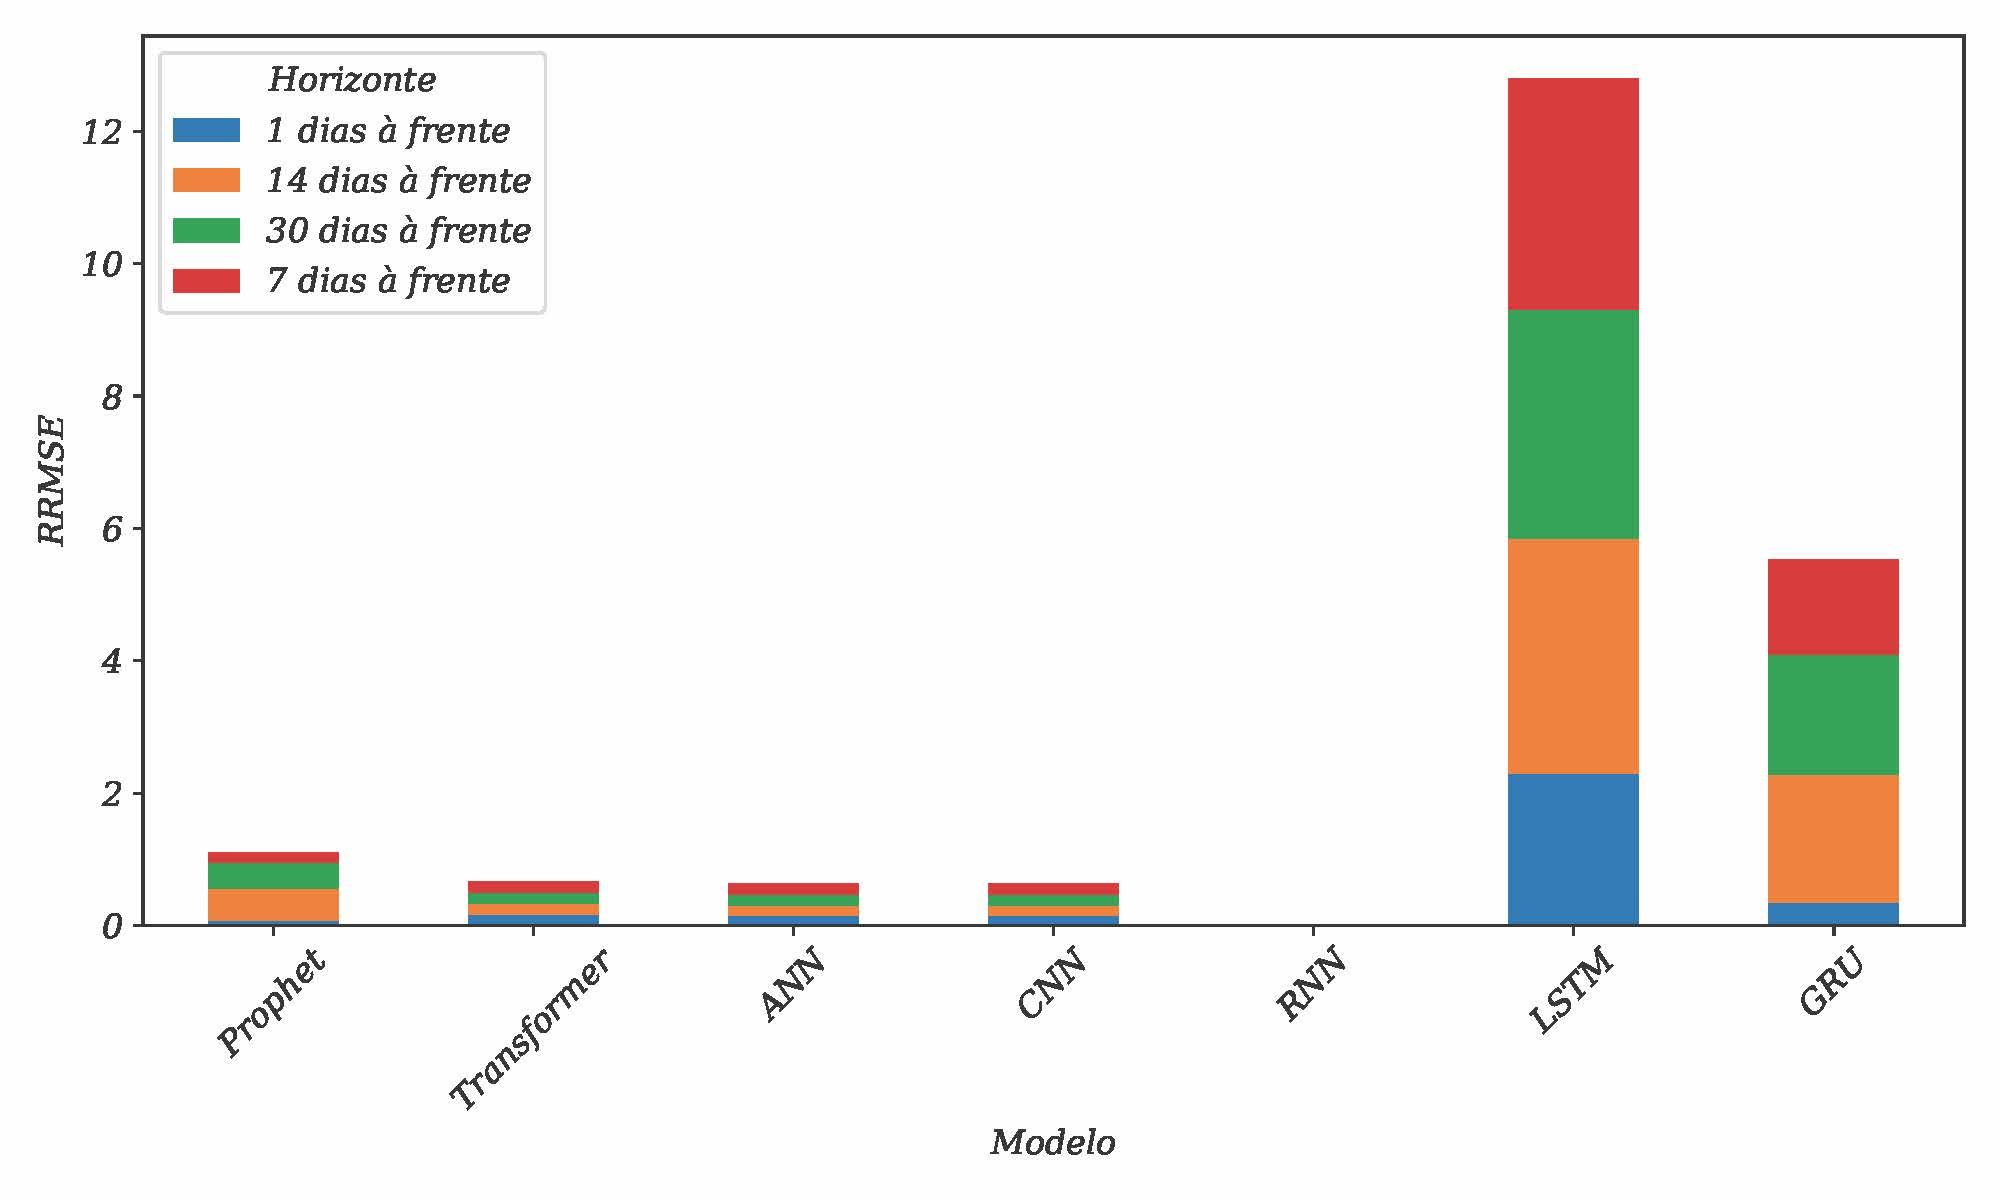 Horizonte
1 dias à frente
14 dias à frente
30 dias à frente
7 dias à frente
12
10
8
6
4
2
0
RRMSE
Prophet
Transformer
ANN
CNN
RNN
LSTM
GRU
Modelo